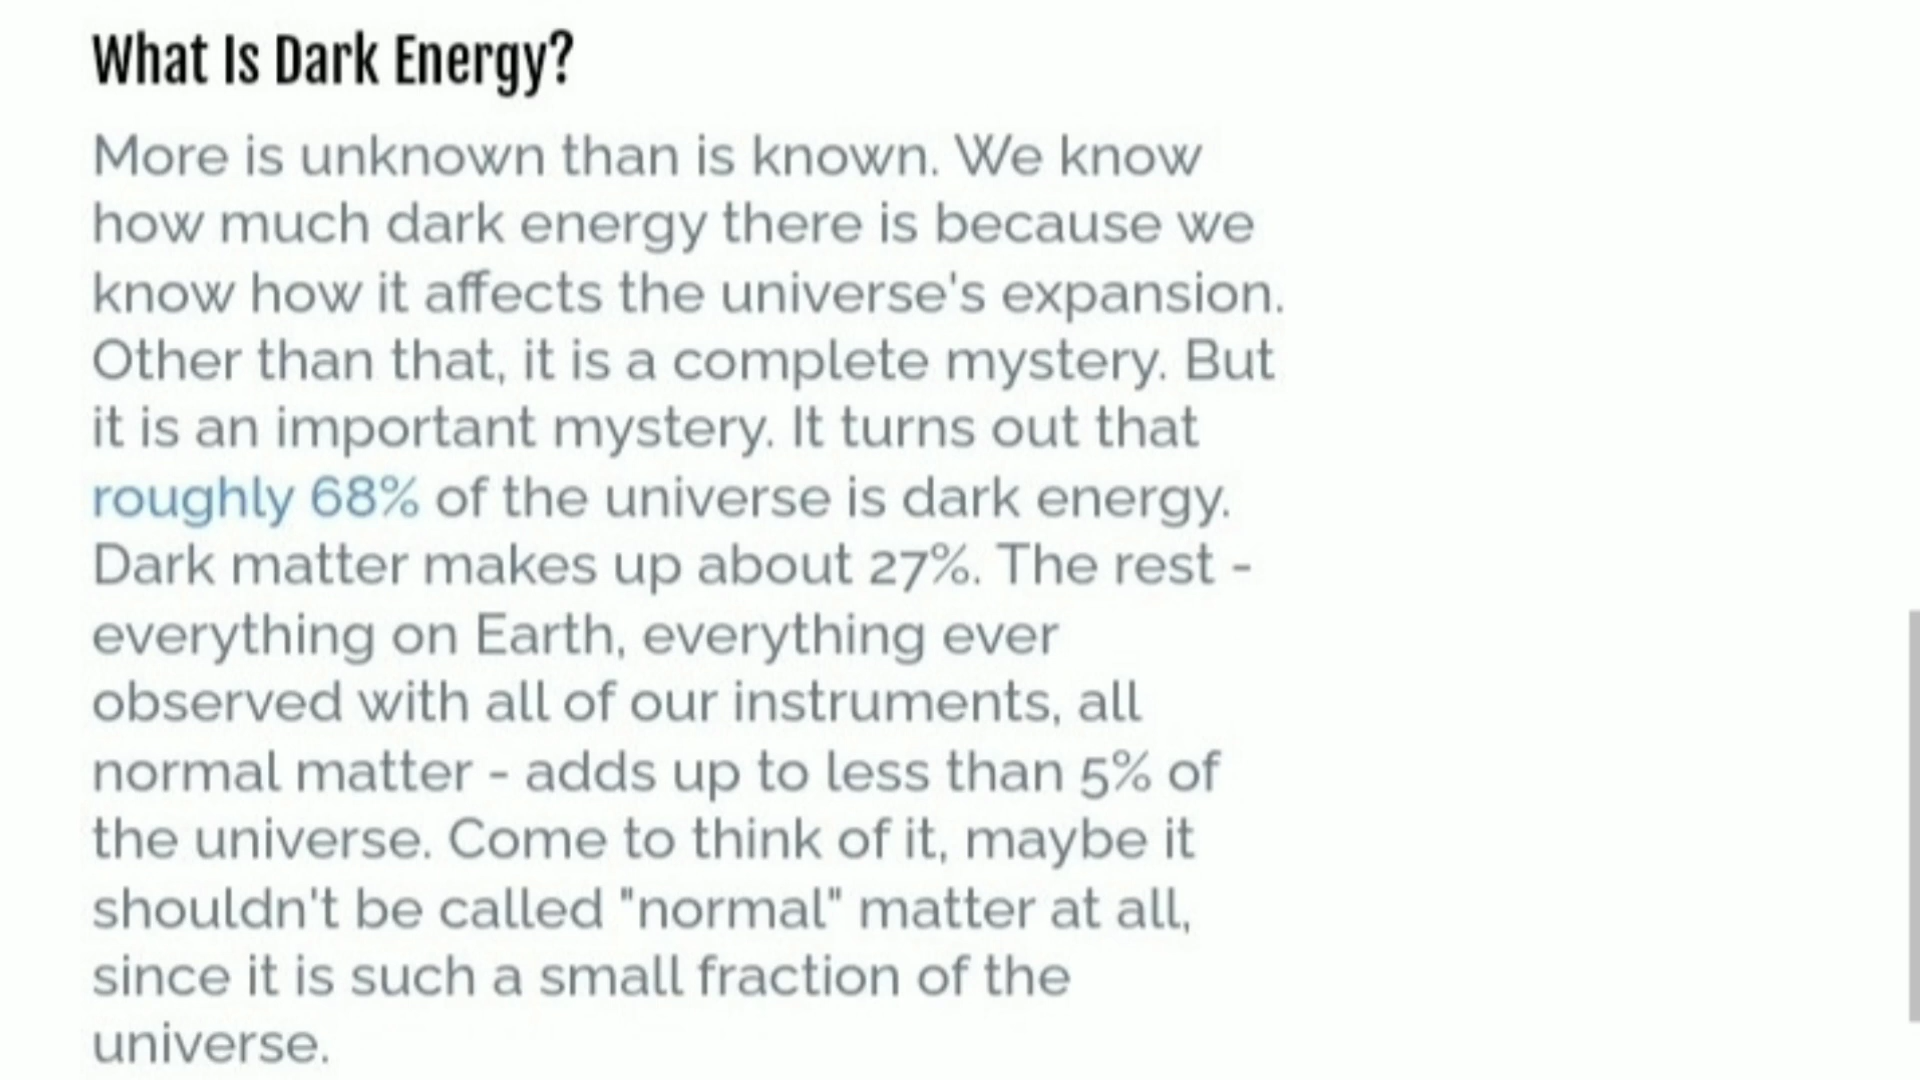 What Is Dark Energy?
More is unknown than is known. We know
how much dark energy there is because we
know how it affects the universe's expansion.
Other than that, it is a complete mystery. But
it is an important mystery. It turns out that
roughly 68% of the universe is dark energy.
Dark matter makes up about 27%. The rest -
everything on Earth, everything ever
observed with all of our instruments, all
normal matter - adds up to less than 5% of
the universe. Come to think of it, maybe it
shouldn't be called "normal" matter at all,
since it is such a small fraction of the
universe.